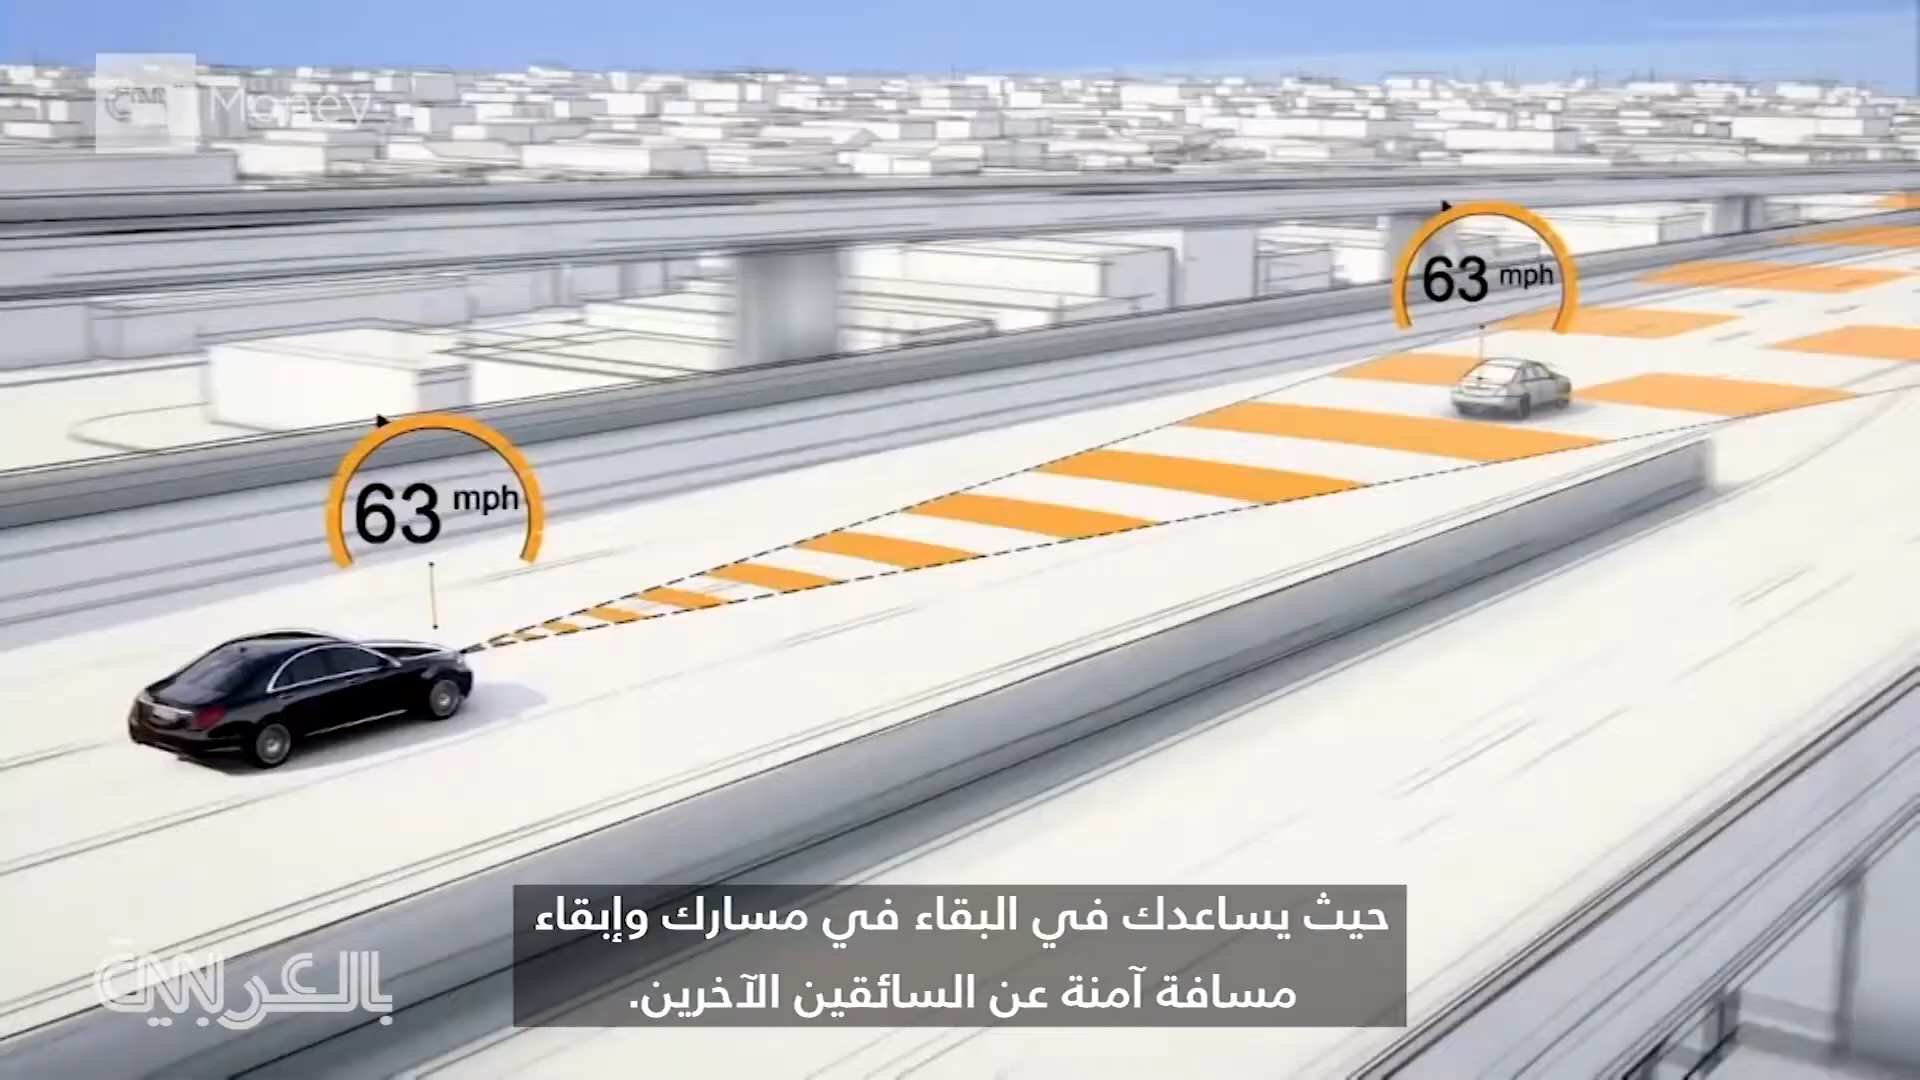 CNN Money
63 mph
63 mph
حيث يساعدك في البقاء في مسارك وإبقاء
مسافة آمنة عن السائقين الآخرين.
CNN بالعربية